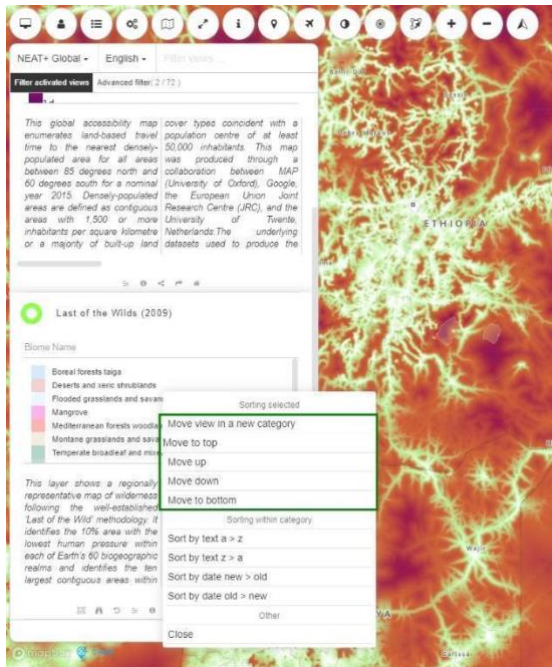 NEAT+ Global
English
Filter views ...
Filter activated views
Advanced filter( 2 / 72 )
This global accessibility map
enumerates land-based travel
time to the nearest densely-
populated area for all areas
between 85 degrees north and
60 degrees south for a nominal
year 2015. Densely-populated
areas are defined as contiguous
areas with 1,500 or more
inhabitants per square kilometre
or a majority of built-up land
cover types coincident with a
population centre of at least
50,000 inhabitants. This map
was produced through a
collaboration between MAP
(University of Oxford), Google,
the European Union Joint
Research Centre (JRC), and the
University of Twente,
Netherlands.The underlying
datasets used to produce the
Last of the Wilds (2009)
Biome Name
Boreal forests taiga
Deserts and xeric shrublands
Flooded grasslands and savan
Mangrove
Mediterranean forests woodla
Montane grasslands and sava
Temperate broadleaf and mixe
This layer shows a regionally
representative map of wilderness
following the well-established
'Last of the Wild' methodology. It
identifies the 10% area with the
lowest human pressure within
each of Earth's 60 biogeographic
realms and identifies the ten
largest contiguous areas within
Sorting selected
Move view in a new category
Move to top
Move up
Move down
Move to bottom
Sorting within category
Sort by text a > z
Sort by text z > a
Sort by date new > old
Sort by date old > new
Other
Close
ETHIOPIA
Wajir
Garissa
mapbox